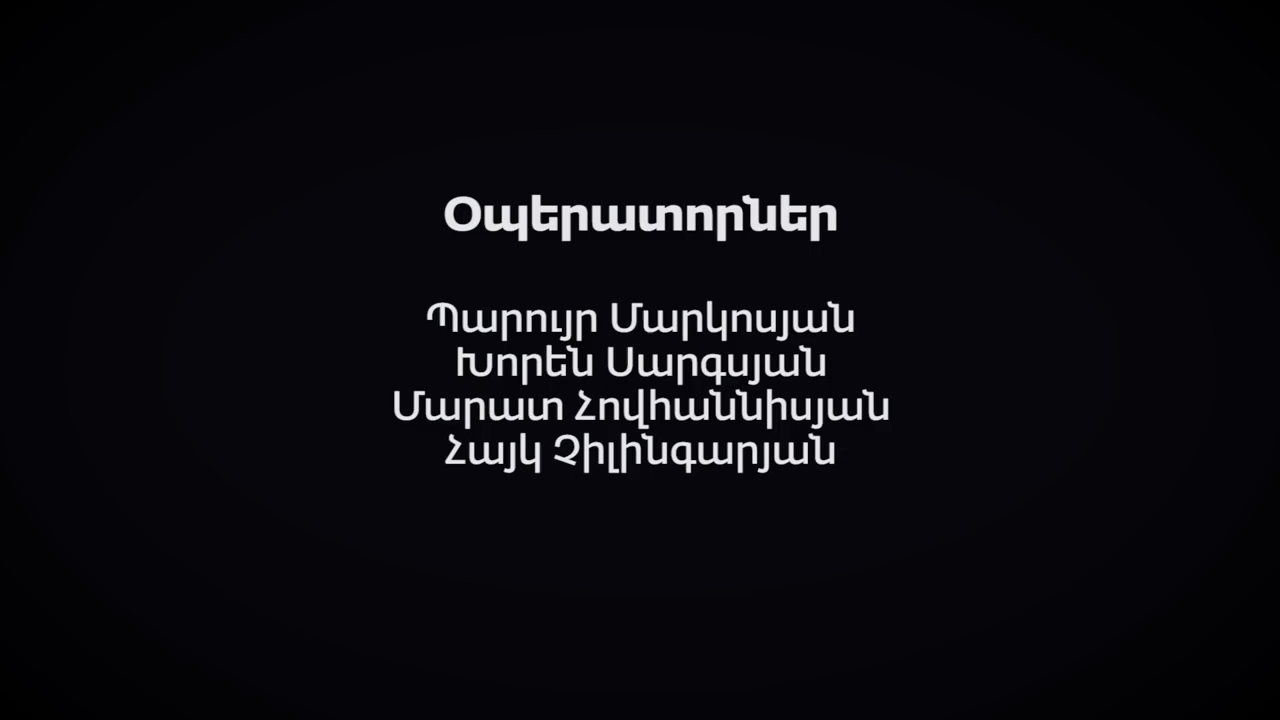 Օպերատորներ
Պարույր Մարկոսյան
Խորեն Սարգսյան
Մարատ Հովհաննիսյան
Հայկ Չիլինգարյան